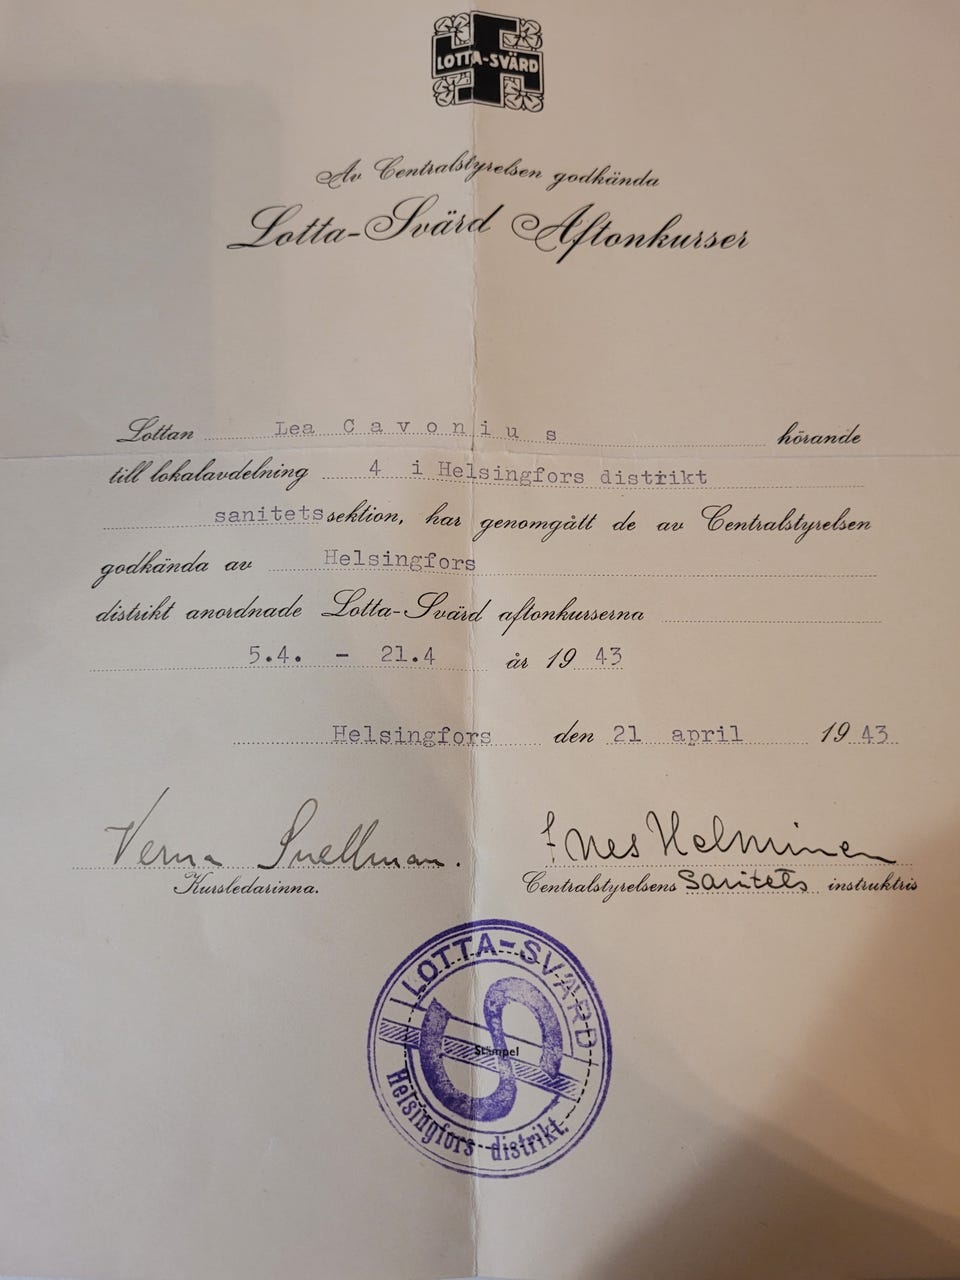 LOTTA-SVÄRD
Av Centralstyrelsen godkända
Lotta-Svärd Aftonkurser
Lottan Lea Cavonius hörande
till lokalavdelning 4 i Helsingfors distrikt
sanitetssektion, har genomgått de av Centralstyrelsen
godkända av Helsingfors
distrikt anordnade Lotta-Svärd aftonkurserna
5.4. - 21.4 år 1943
Helsingfors den 21 april 1943
Verna Snellman. Ines Helminen
Kursledarinna. Centralstyrelsens Sanitets instruktris
LOTTA-SVÄRD
Stämpel
Helsingfors distrikt.